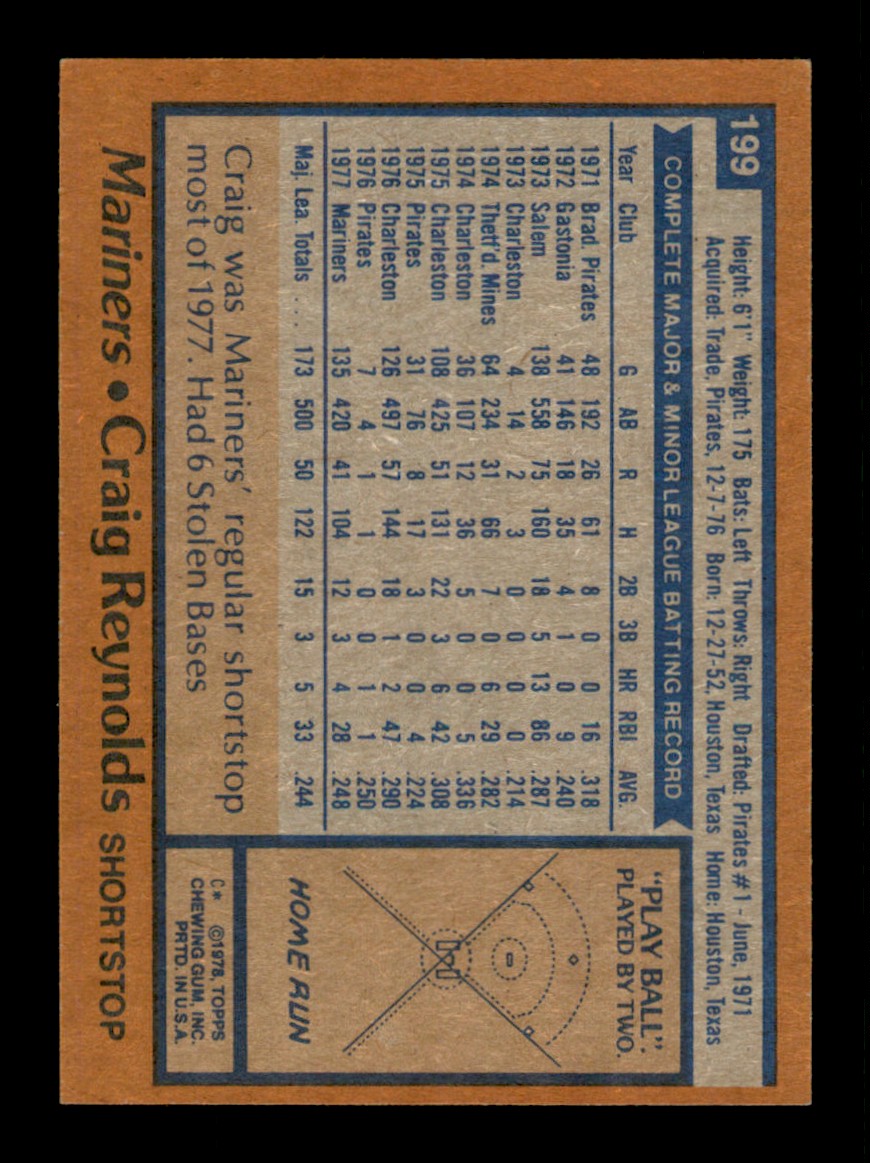 199
Height: 6'1" Weight: 175 Bats: Left Throws: Right Drafted: Pirates #1 - June, 1971
Acquired: Trade, Pirates, 12-7-76 Born: 12-27-52, Houston, Texas Home: Houston, Texas
COMPLETE MAJOR & MINOR LEAGUE BATTING RECORD
Year Club G AB R H 2B 3B HR RBI AVG.
1971 Brad. Pirates 48 192 26 61 8 0 0 16 .318
1972 Gastonia 41 146 18 35 4 1 0 9 .240
1973 Salem 138 558 75 160 18 5 13 86 .287
1973 Charleston 4 14 2 3 0 0 0 0 .214
1974 Thetf'd. Mines 64 234 31 66 7 0 6 29 .282
1974 Charleston 36 107 12 36 5 0 0 5 .336
1975 Charleston 108 425 51 131 22 3 6 42 .308
1975 Pirates 31 76 8 17 3 0 0 4 .224
1976 Charleston 126 497 57 144 18 1 2 47 .290
1976 Pirates 7 4 1 1 0 0 1 1 .250
1977 Mariners 135 420 41 104 12 3 4 28 .248
Maj. Lea. Totals ... 173 500 50 122 15 3 5 33 .244
Craig was Mariners' regular shortstop
most of 1977. Had 6 Stolen Bases
"PLAY BALL".
PLAYED BY TWO.
HOME RUN
C* ©1978, TOPPS
CHEWING GUM, INC.
PRTD. IN U.S.A.
Mariners • Craig Reynolds SHORTSTOP